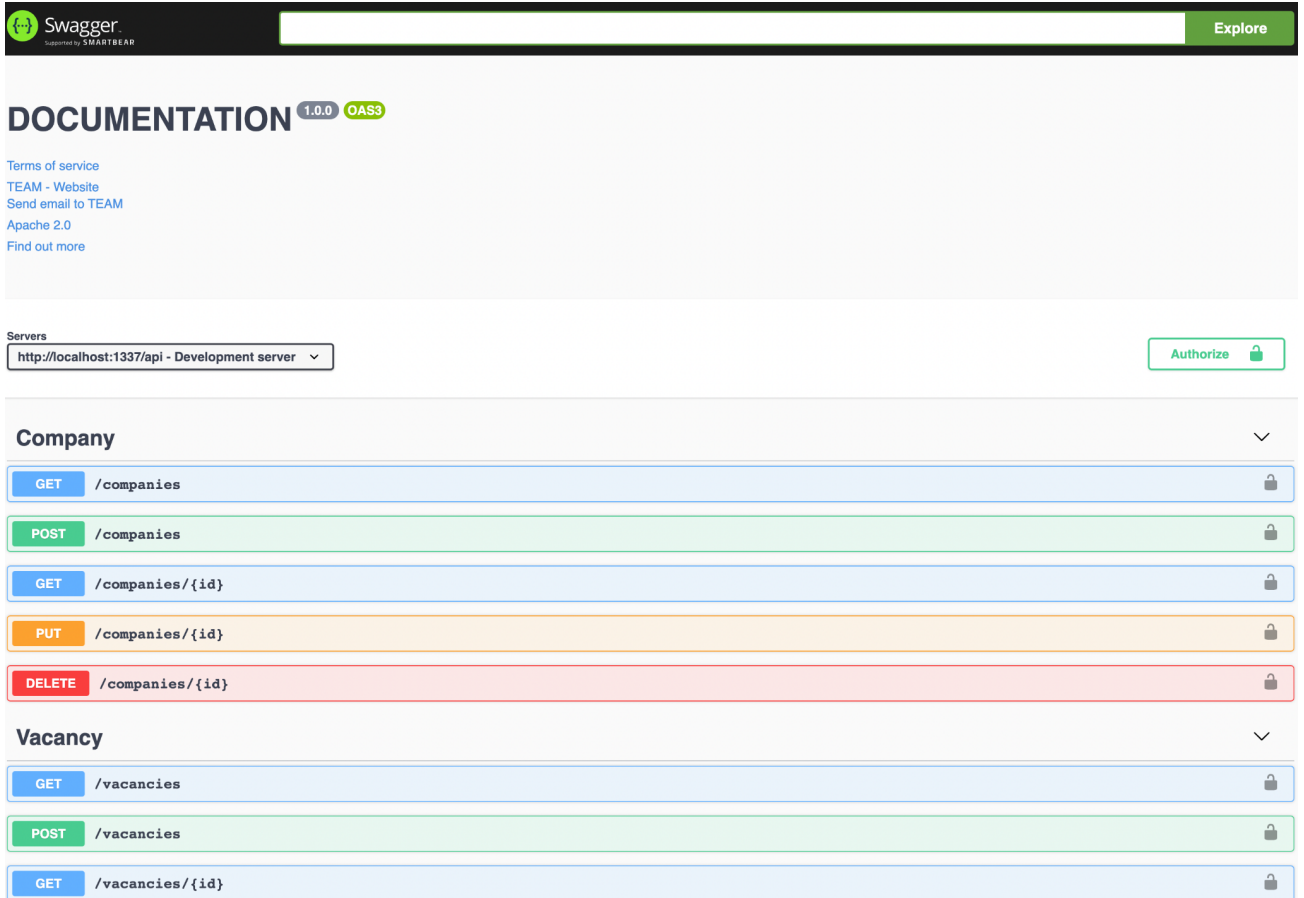 {··} Swagger.
Supported by SMARTBEAR
Explore
DOCUMENTATION 1.0.0 OAS3
Terms of service
TEAM - Website
Send email to TEAM
Apache 2.0
Find out more
Servers
http://localhost:1337/api - Development server
Authorize
Company
GET /companies
POST /companies
GET /companies/{id}
PUT /companies/{id}
DELETE /companies/{id}
Vacancy
GET /vacancies
POST /vacancies
GET /vacancies/{id}